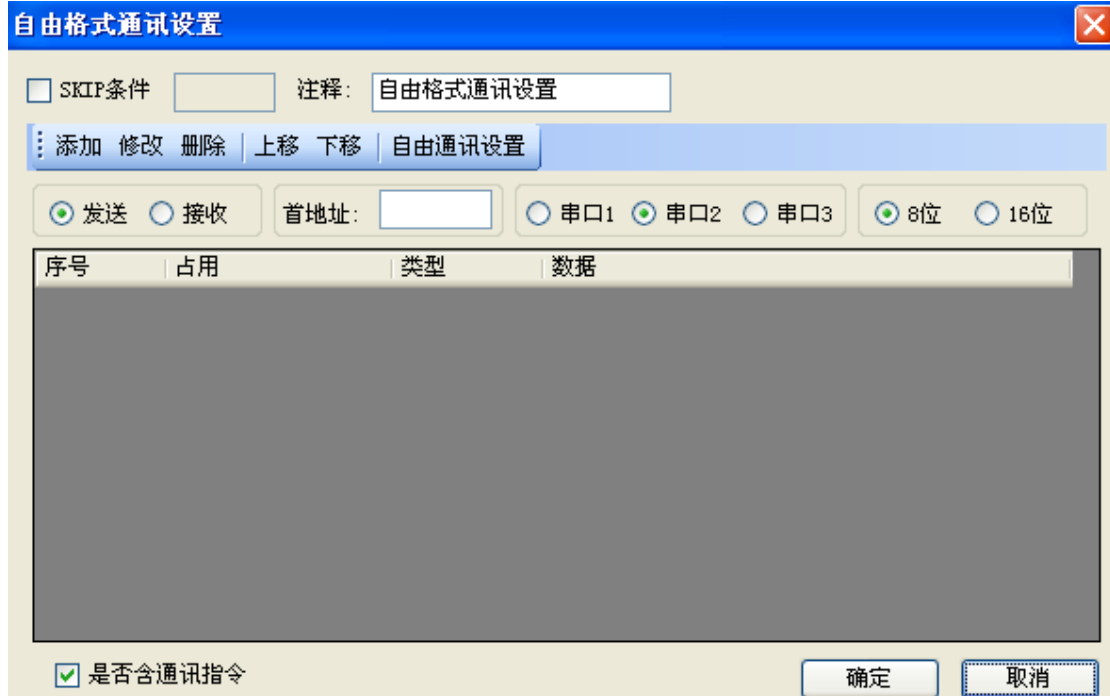 自由格式通讯设置
SKIP条件 注释: 自由格式通讯设置
添加 修改 删除 上移 下移 自由通讯设置
发送 接收 首地址: 串口1 串口2 串口3 8位 16位
序号 占用 类型 数据
是否含通讯指令 确定 取消